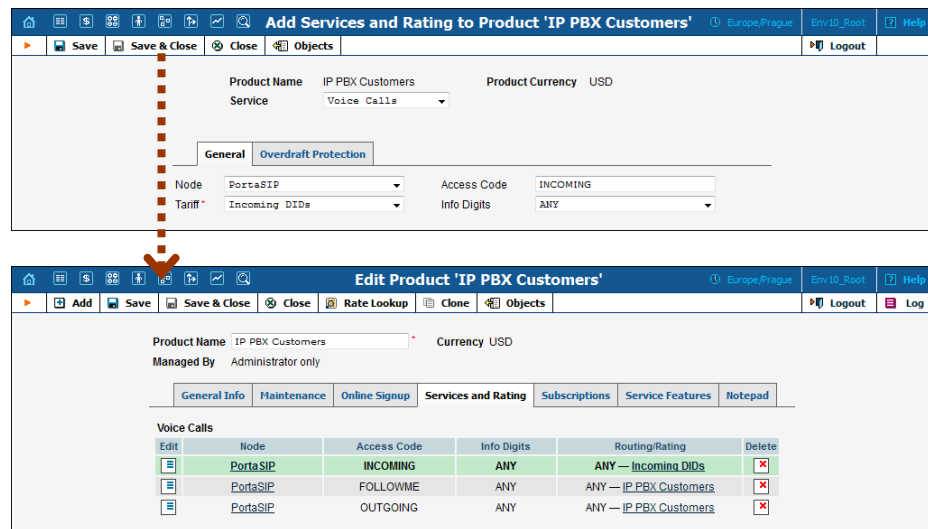 Add Services and Rating to Product 'IP PBX Customers' Europe/Prague Env10_Root ? Help
Save Save & Close Close Objects Logout
Product Name IP PBX Customers Product Currency USD
Service Voice Calls
General Overdraft Protection
Node PortaSIP Access Code INCOMING
Tariff * Incoming DIDs Info Digits ANY
Edit Product 'IP PBX Customers' Europe/Prague Env10_Root ? Help
Add Save Save & Close Close Rate Lookup Clone Objects Logout Log
Product Name IP PBX Customers * Currency USD
Managed By Administrator only
General Info Maintenance Online Signup Services and Rating Subscriptions Service Features Notepad
Voice Calls
Edit Node Access Code Info Digits Routing/Rating Delete
PortaSIP INCOMING ANY ANY — Incoming DIDs
PortaSIP FOLLOWME ANY ANY — IP PBX Customers
PortaSIP OUTGOING ANY ANY — IP PBX Customers